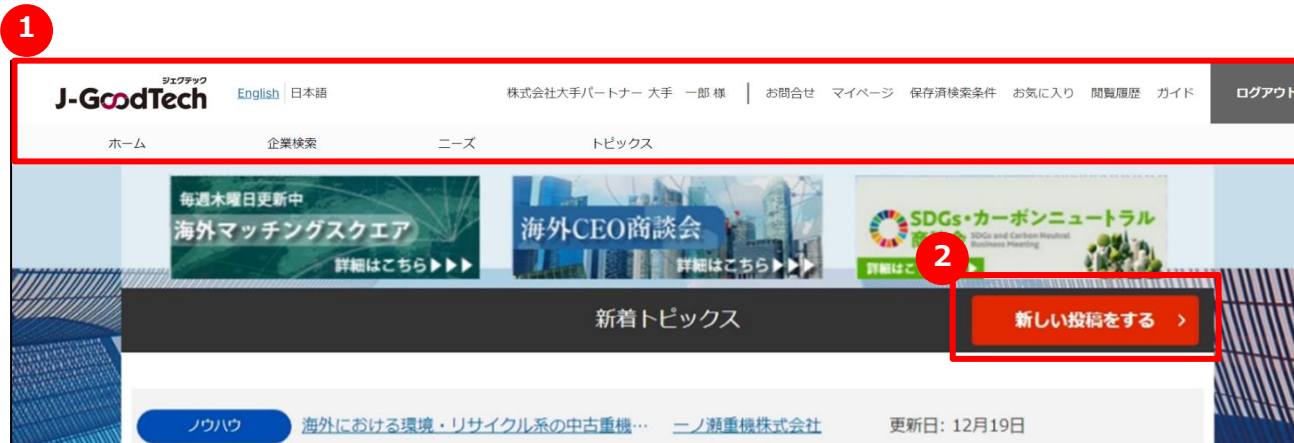 1
ジェグテック
J-GoodTech English 日本語 株式会社大手パートナー 大手 一郎 様 お問合せ マイページ 保存済検索条件 お気に入り 閲覧履歴 ガイド ログアウト
ホーム 企業検索 ニーズ トピックス
毎週木曜日更新中
海外マッチングスクエア
詳細はこちら▶▶▶
海外CEO商談会
詳細はこちら▶▶▶
SDGs・カーボンニュートラル
SDGs and Carbon Neutral
Business Meeting
詳細はこ
2
新着トピックス
新しい投稿をする >
ノウハウ 海外における環境・リサイクル系の中古重機… 一ノ瀬重機株式会社 更新日: 12月19日